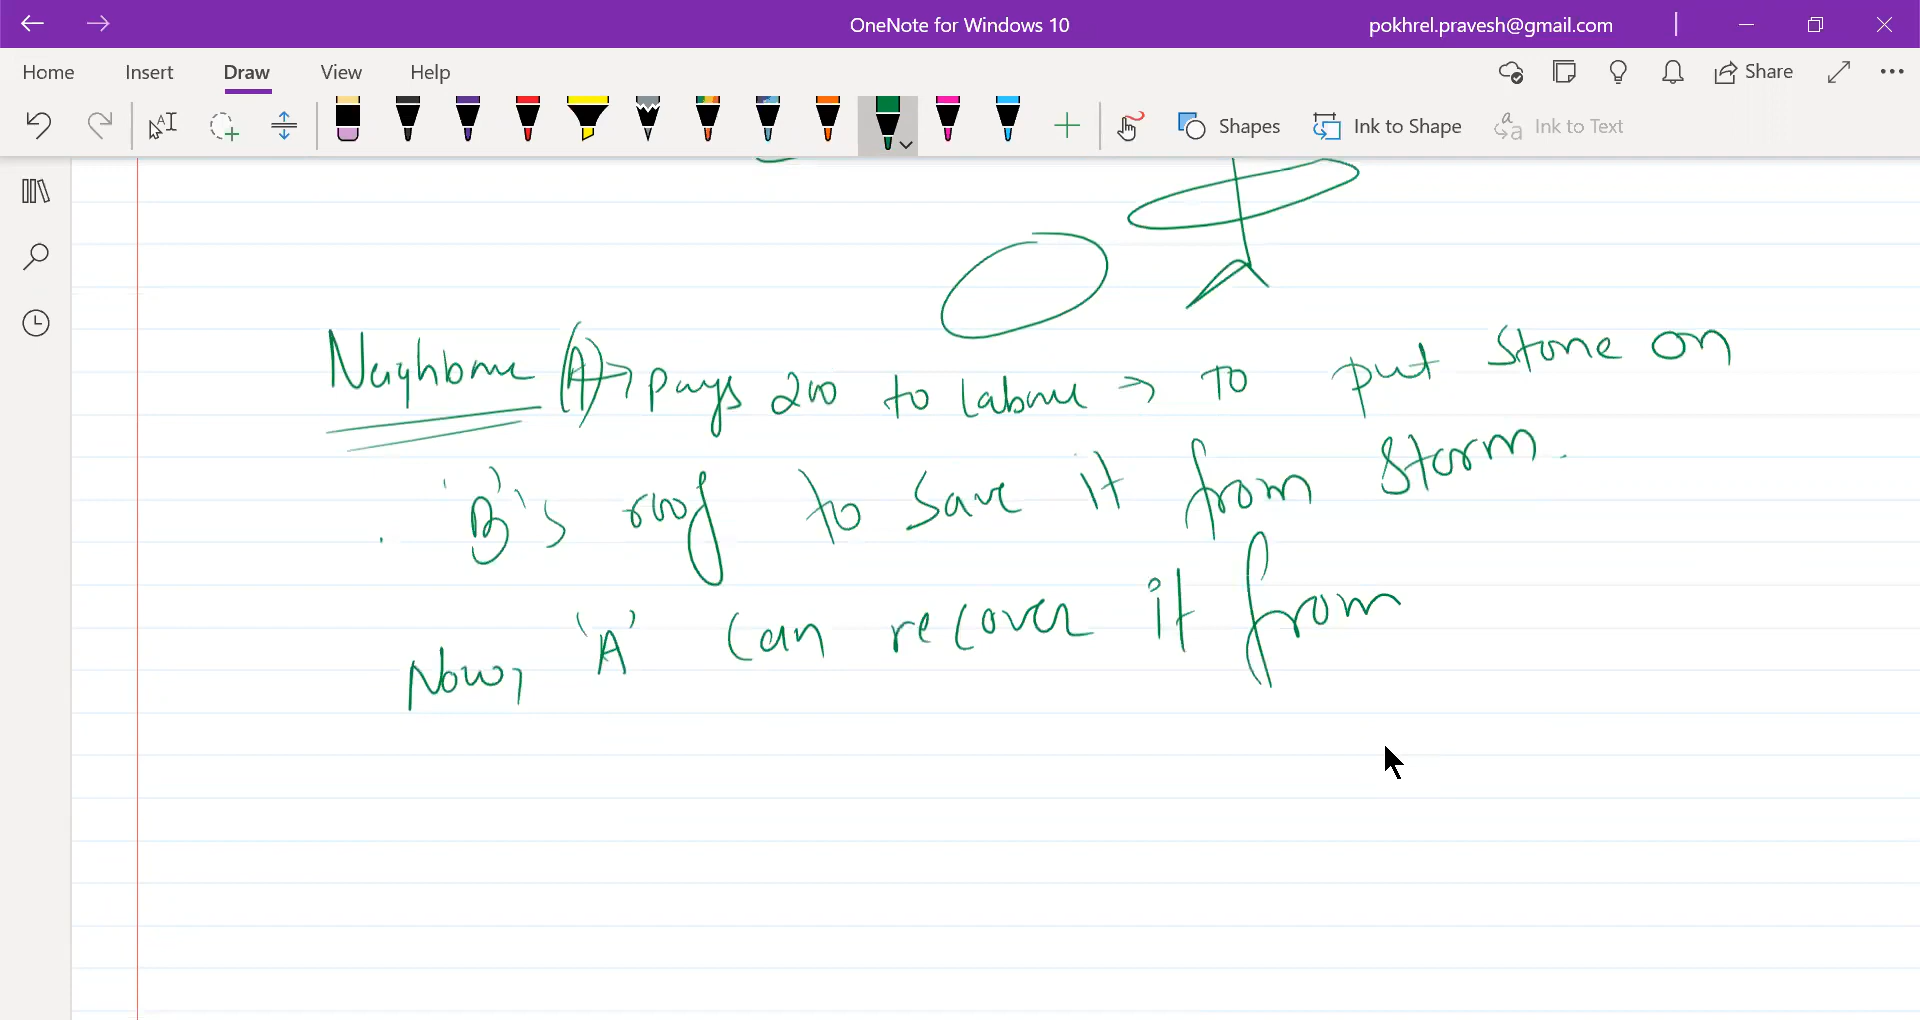 OneNote for Windows 10
pokhrel.pravesh@gmail.com
Home Insert Draw View Help
Share
Shapes Ink to Shape Ink to Text
Neighbour (A) → pays 200 to labour → To put stone on
'B's roof to save it from storm.
Now, 'A' can recover it from